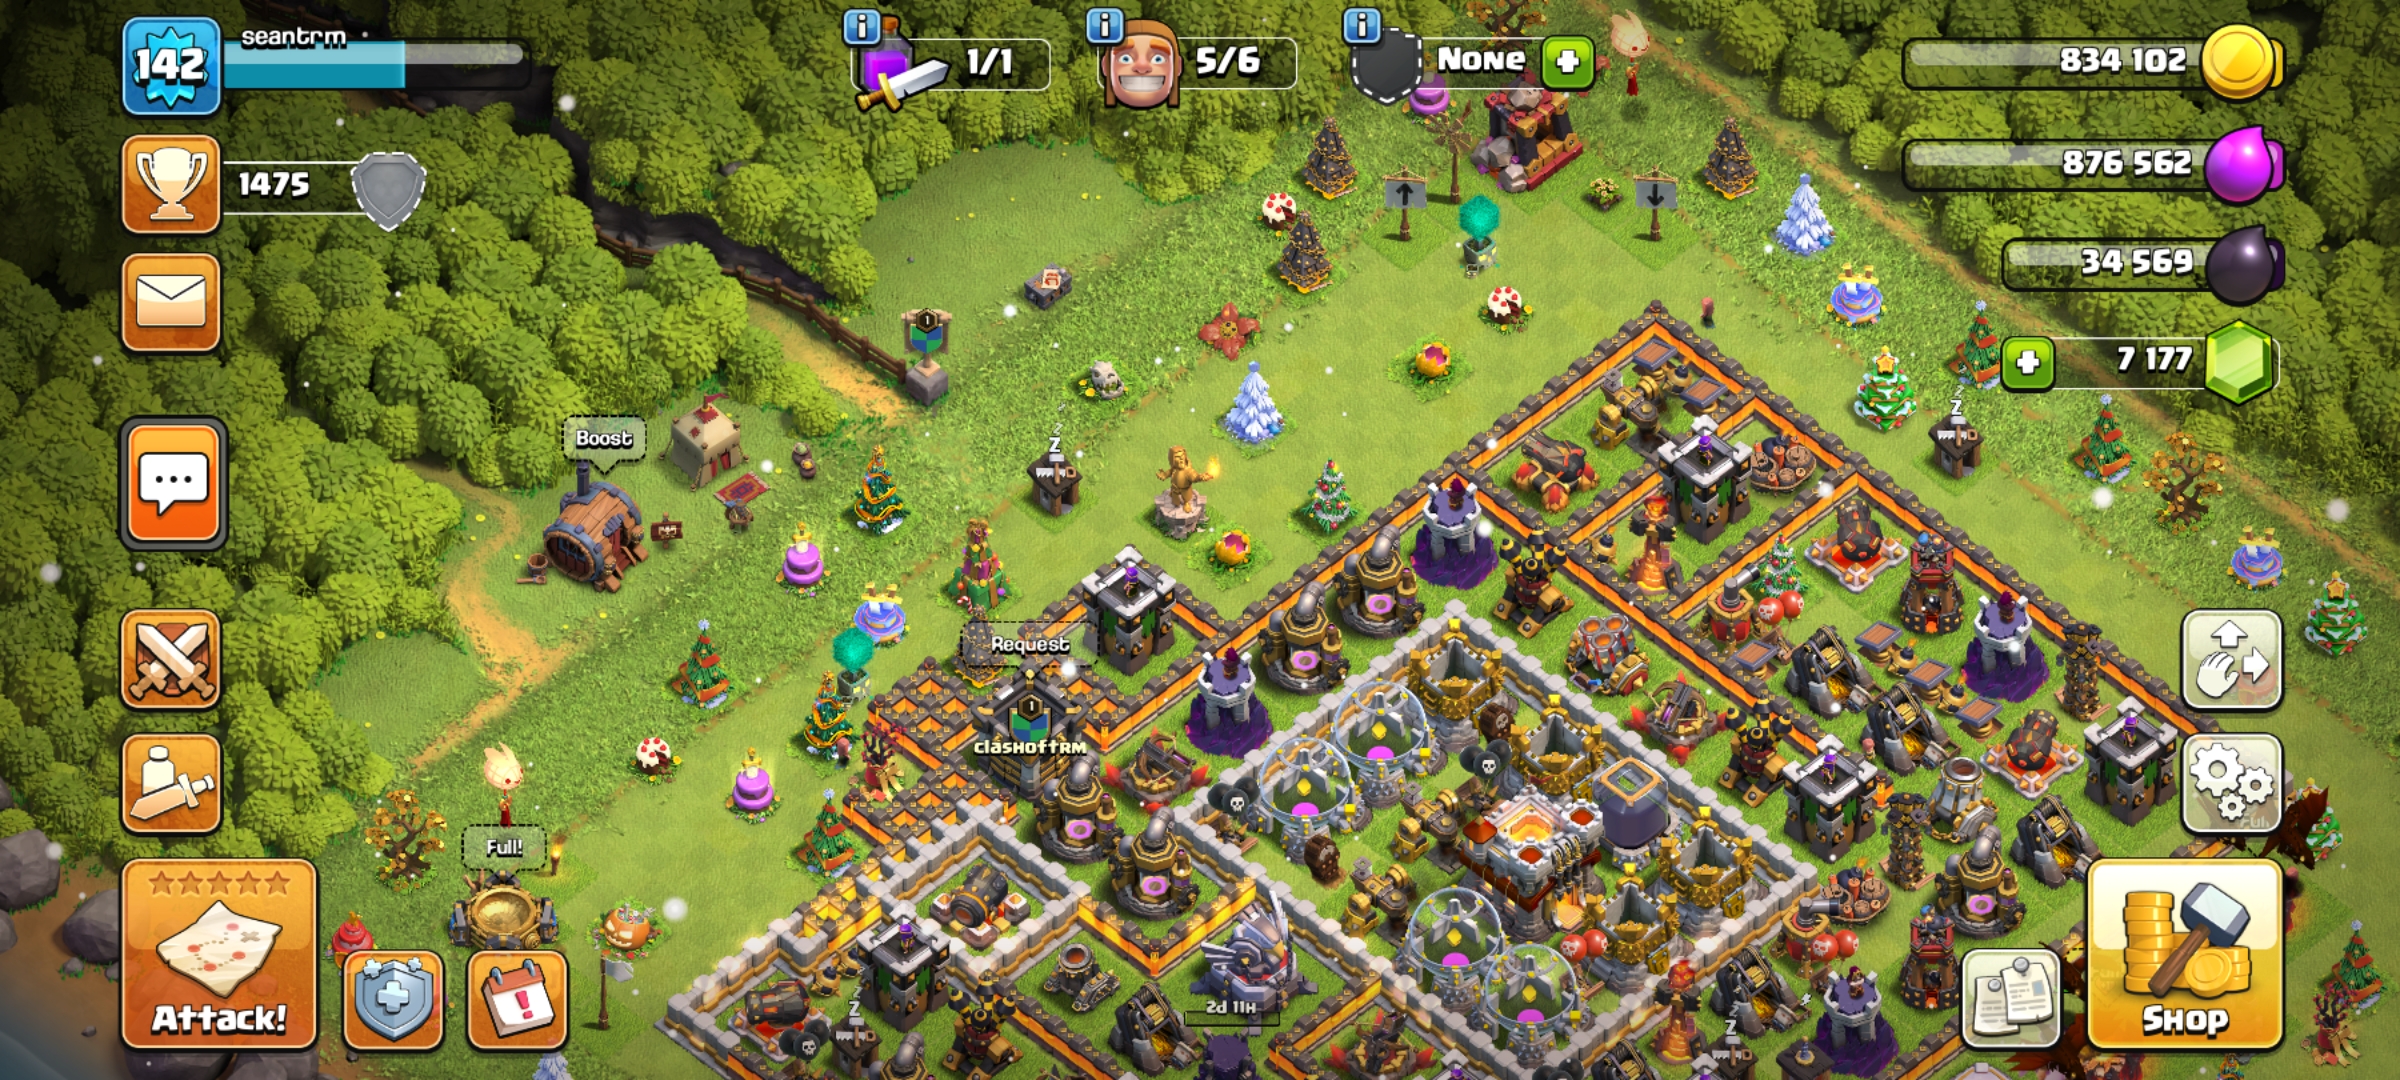 142
seantrm
1/1
5/6
None
834 102
1475
876 562
34 569
7 177
Boost
Request
1
clashoftrm
Full!
2d 11H
Attack!
Shop